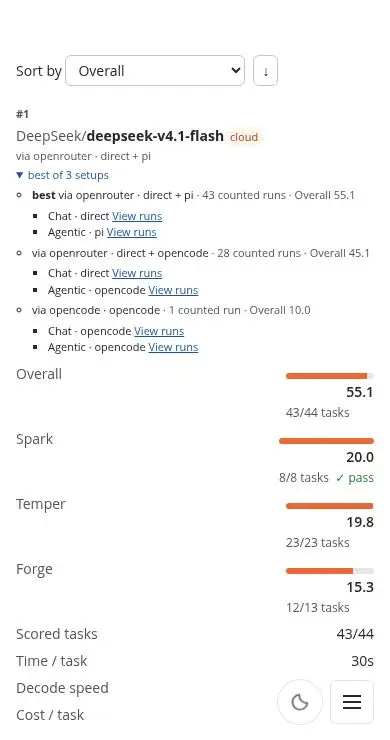 Sort by Overall ↓
#1
DeepSeek/deepseek-v4.1-flash cloud
via openrouter · direct + pi
▼ best of 3 setups
best via openrouter · direct + pi · 43 counted runs · Overall 55.1
Chat · direct View runs
Agentic · pi View runs
via openrouter · direct + opencode · 28 counted runs · Overall 45.1
Chat · direct View runs
Agentic · opencode View runs
via opencode · opencode · 1 counted run · Overall 10.0
Chat · opencode View runs
Agentic · opencode View runs
Overall
55.1
43/44 tasks
Spark
20.0
8/8 tasks ✓ pass
Temper
19.8
23/23 tasks
Forge
15.3
12/13 tasks
Scored tasks 43/44
Time / task 30s
Decode speed
Cost / task